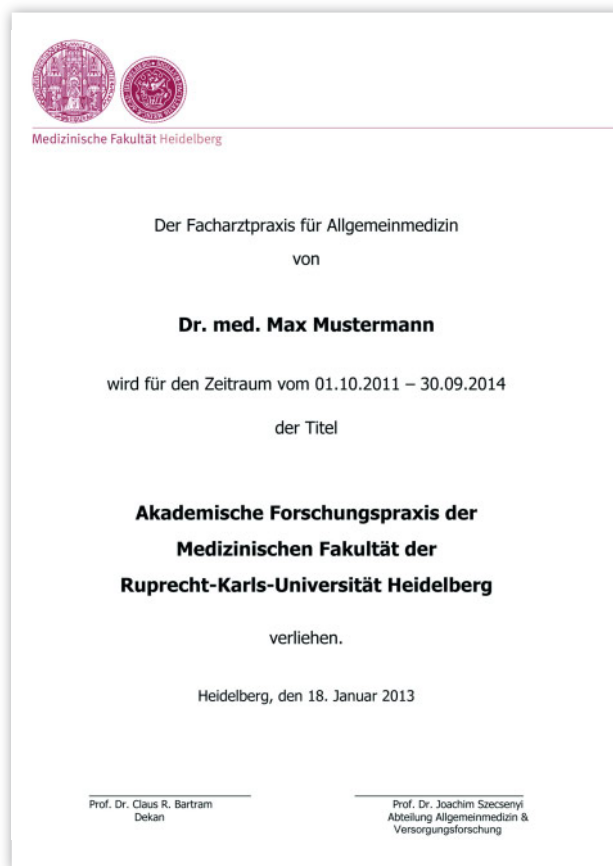 Medizinische Fakultät Heidelberg
Der Facharztpraxis für Allgemeinmedizin
von
Dr. med. Max Mustermann
wird für den Zeitraum vom 01.10.2011 – 30.09.2014
der Titel
Akademische Forschungspraxis der
Medizinischen Fakultät der
Ruprecht-Karls-Universität Heidelberg
verliehen.
Heidelberg, den 18. Januar 2013
Prof. Dr. Claus R. Bartram
Dekan
Prof. Dr. Joachim Szecsenyi
Abteilung Allgemeinmedizin &
Versorgungsforschung